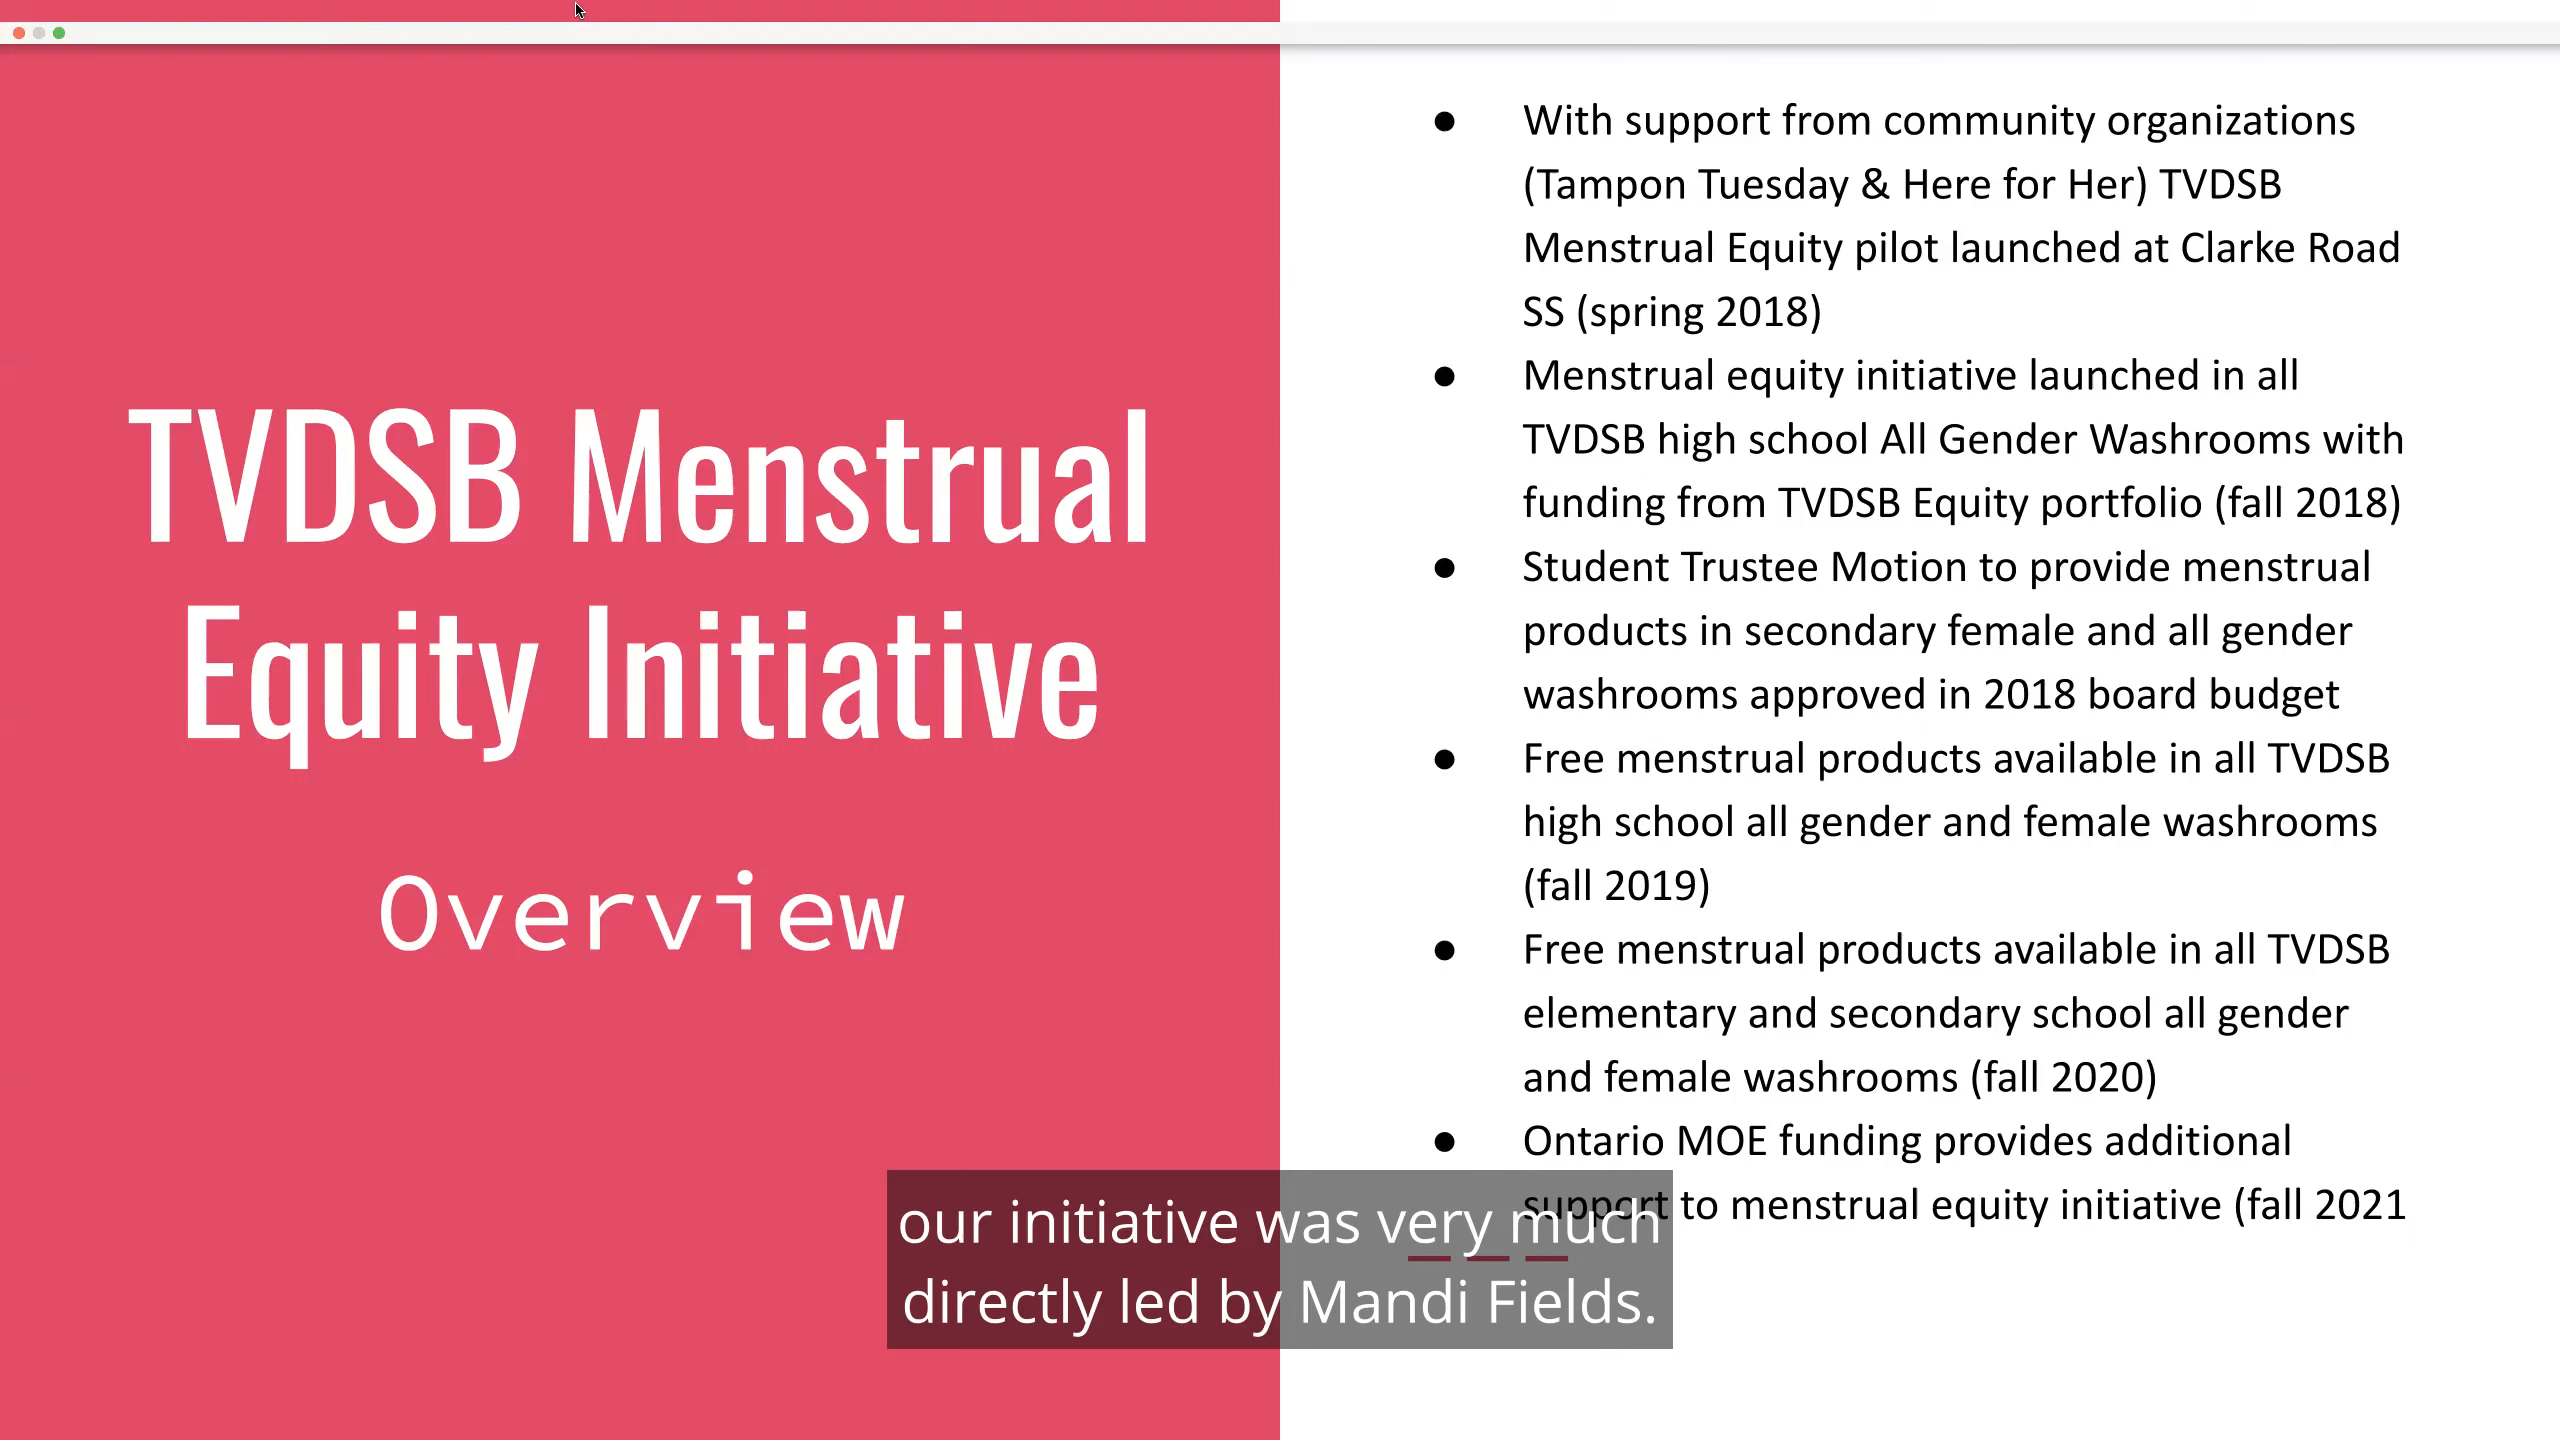 TVDSB Menstrual
Equity Initiative
Overview
● With support from community organizations
(Tampon Tuesday & Here for Her) TVDSB
Menstrual Equity pilot launched at Clarke Road
SS (spring 2018)
● Menstrual equity initiative launched in all
TVDSB high school All Gender Washrooms with
funding from TVDSB Equity portfolio (fall 2018)
● Student Trustee Motion to provide menstrual
products in secondary female and all gender
washrooms approved in 2018 board budget
● Free menstrual products available in all TVDSB
high school all gender and female washrooms
(fall 2019)
● Free menstrual products available in all TVDSB
elementary and secondary school all gender
and female washrooms (fall 2020)
● Ontario MOE funding provides additional
support to menstrual equity initiative (fall 2021
our initiative was very much
directly led by Mandi Fields.